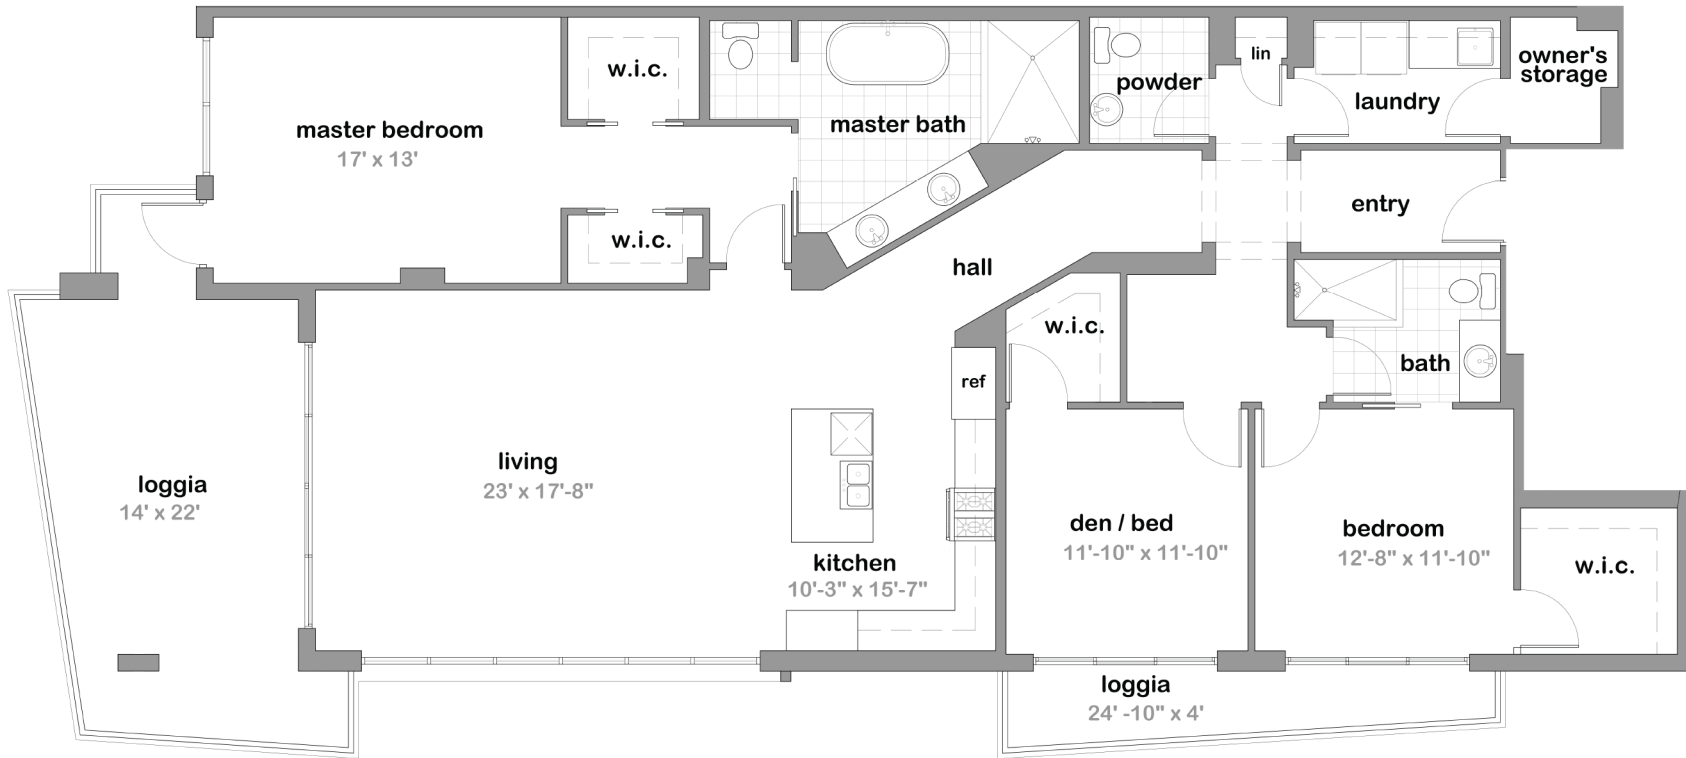 master bedroom
17' x 13'
w.i.c.
w.i.c.
master bath
powder
lin
laundry
owner's
storage
entry
hall
w.i.c.
bath
ref
loggia
14' x 22'
living
23' x 17'-8"
kitchen
10'-3" x 15'-7"
den / bed
11'-10" x 11'-10"
bedroom
12'-8" x 11'-10"
w.i.c.
loggia
24' -10" x 4'